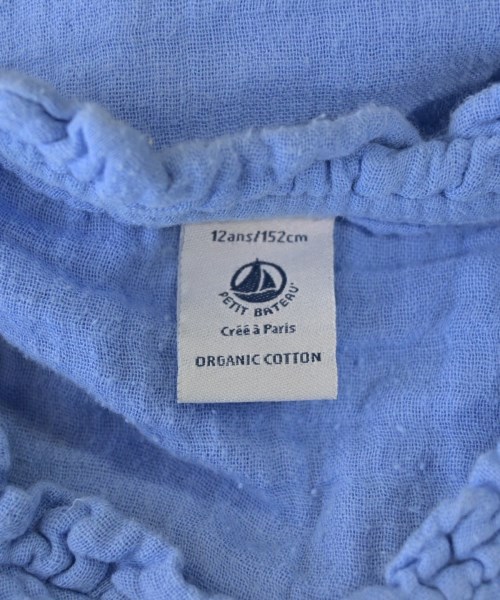 12ans/152cm
PETIT BATEAU
Créé à Paris
ORGANIC COTTON